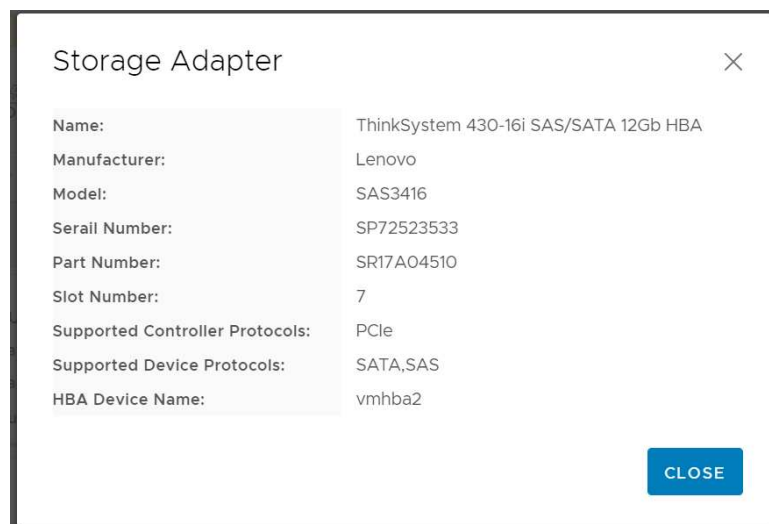 Storage Adapter
Name: ThinkSystem 430-16i SAS/SATA 12Gb HBA
Manufacturer: Lenovo
Model: SAS3416
Serail Number: SP72523533
Part Number: SR17A04510
Slot Number: 7
Supported Controller Protocols: PCIe
Supported Device Protocols: SATA,SAS
HBA Device Name: vmhba2
CLOSE